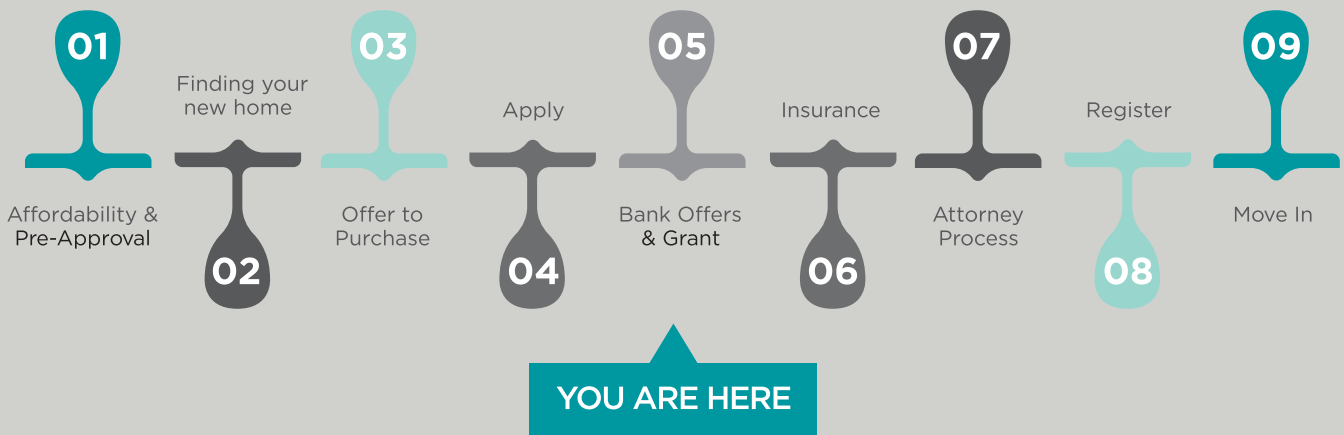 01
Affordability &
Pre-Approval
Finding your
new home
02
03
Offer to
Purchase
Apply
04
05
Bank Offers
& Grant
Insurance
06
07
Attorney
Process
Register
08
09
Move In
YOU ARE HERE